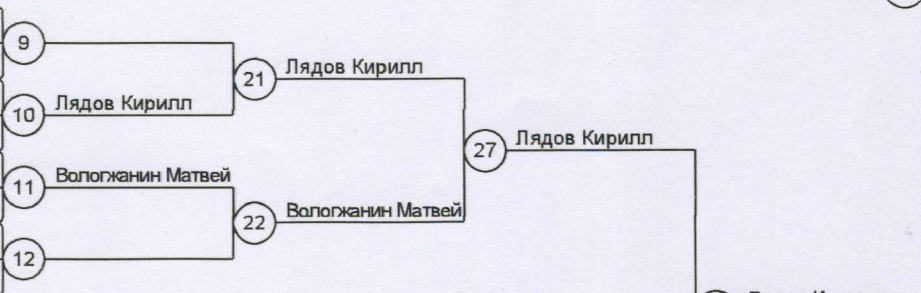 9
21 Лядов Кирилл
10 Лядов Кирилл
27 Лядов Кирилл
11 Вологжанин Матвей
22 Вологжанин Матвей
12